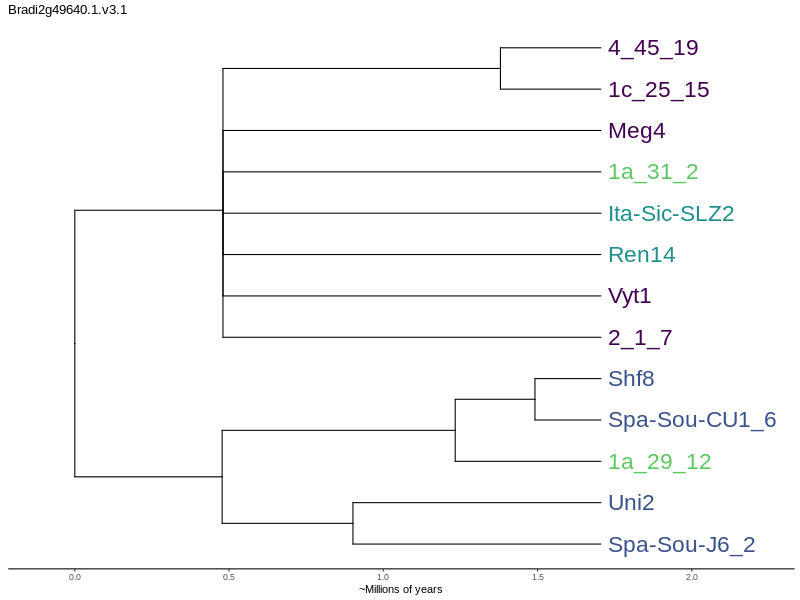 Bradi2g49640.1.v3.1
4_45_19
1c_25_15
Meg4
1a_31_2
Ita-Sic-SLZ2
Ren14
Vyt1
2_1_7
Shf8
Spa-Sou-CU1_6
1a_29_12
Uni2
Spa-Sou-J6_2
0.0 0.5 1.0 1.5 2.0
~Millions of years